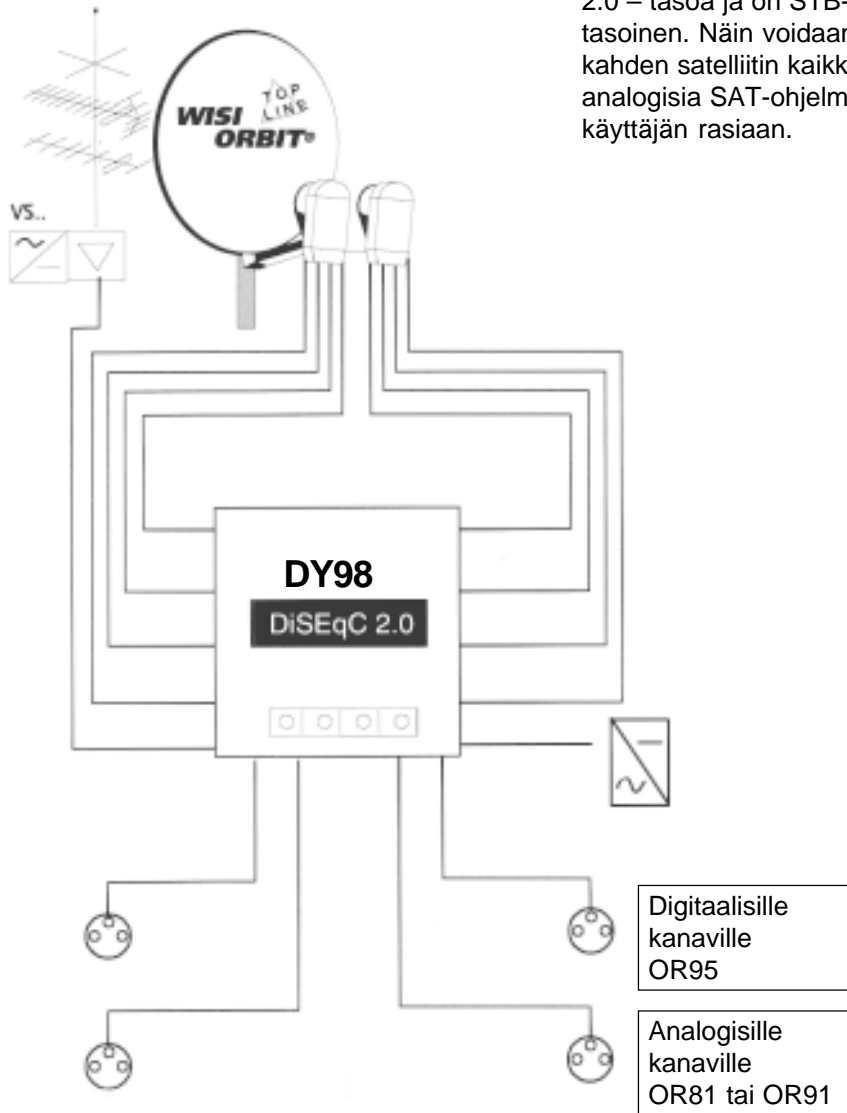 2.0 – tasoa ja on STB-
tasoinen. Näin voidaan
kahden satelliitin kaikk
analogisia SAT-ohjelm
käyttäjän rasiaan.
WISI
TOP
LINE
ORBIT®
VS..
DY98
DiSEqC 2.0
Digitaalisille
kanaville
OR95
Analogisille
kanaville
OR81 tai OR91